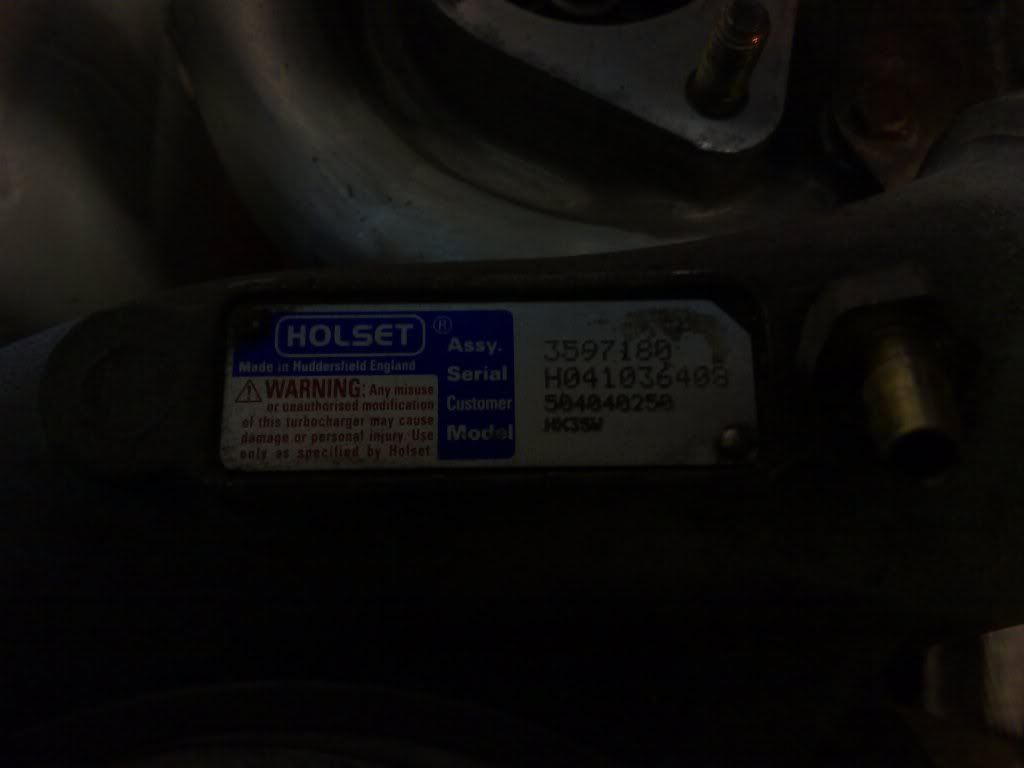 HOLSET ®
Made in Huddersfield England
WARNING: Any misuse
or unauthorised modification
of this turbocharger may cause
damage or personal injury. Use
only as specified by Holset.
Assy. 3597180
Serial H041036408
Customer 504040250
Model HX35W